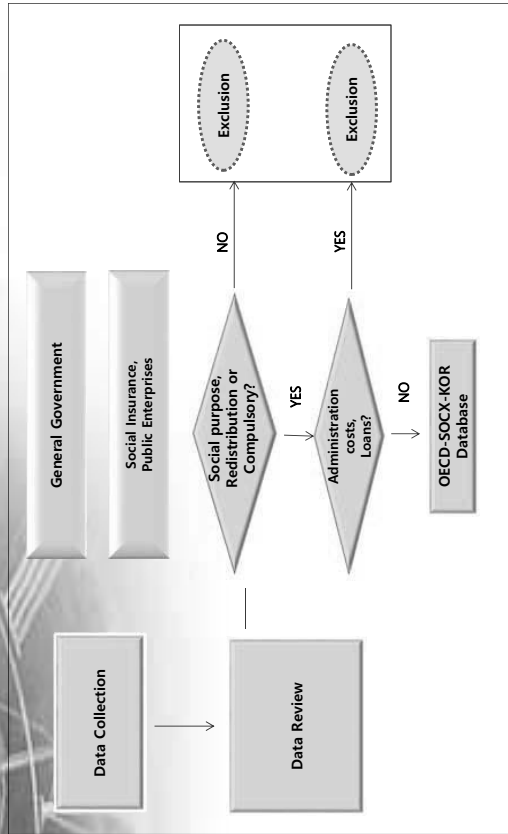 Data Collection
General Government
Social Insurance,
Public Enterprises
Data Review
Social purpose,
Redistribution or
Compulsory?
NO
Exclusion
YES
Administration
costs,
Loans?
YES
Exclusion
NO
OECD-SOCX-KOR
Database